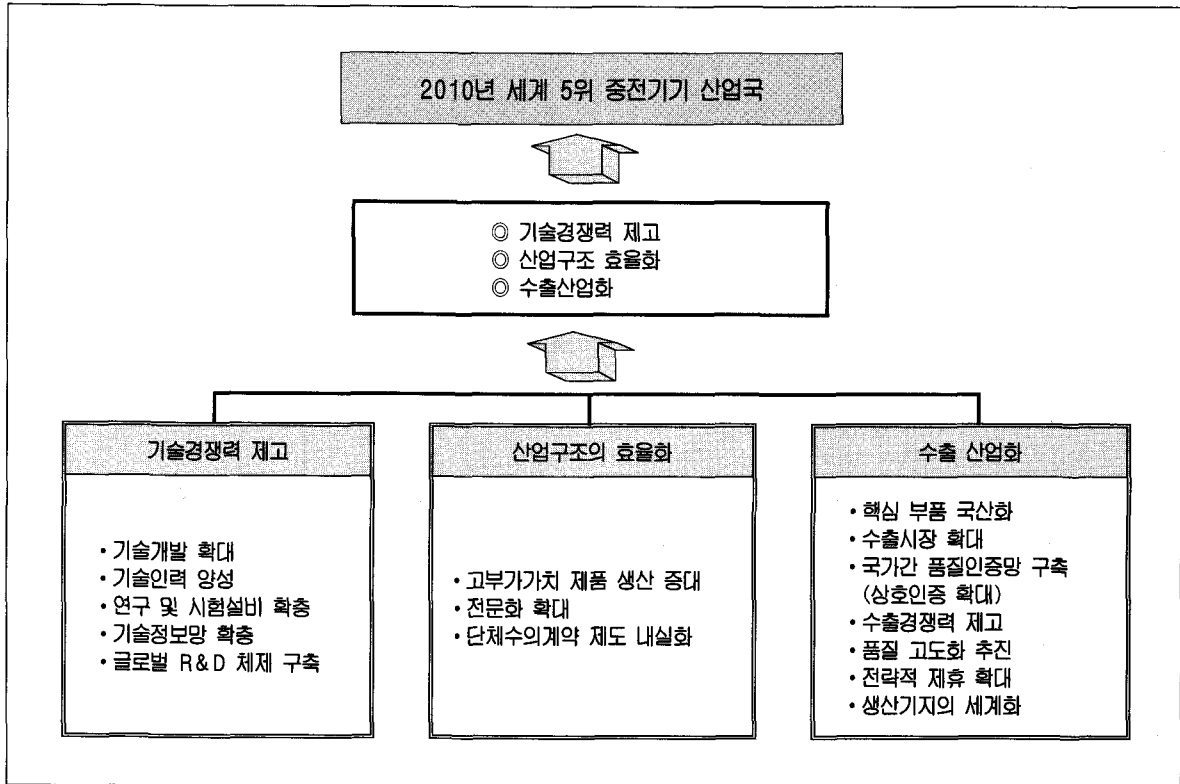 2010년 세계 5위 중전기기 산업국
◎ 기술경쟁력 제고
◎ 산업구조 효율화
◎ 수출산업화
기술경쟁력 제고
• 기술개발 확대
• 기술인력 양성
• 연구 및 시험설비 확충
• 기술정보망 확충
• 글로벌 R&D 체제 구축
산업구조의 효율화
• 고부가가치 제품 생산 증대
• 전문화 확대
• 단체수의계약 제도 내실화
수출 산업화
• 핵심 부품 국산화
• 수출시장 확대
• 국가간 품질인증망 구축
(상호인증 확대)
• 수출경쟁력 제고
• 품질 고도화 추진
• 전략적 제휴 확대
• 생산기지의 세계화